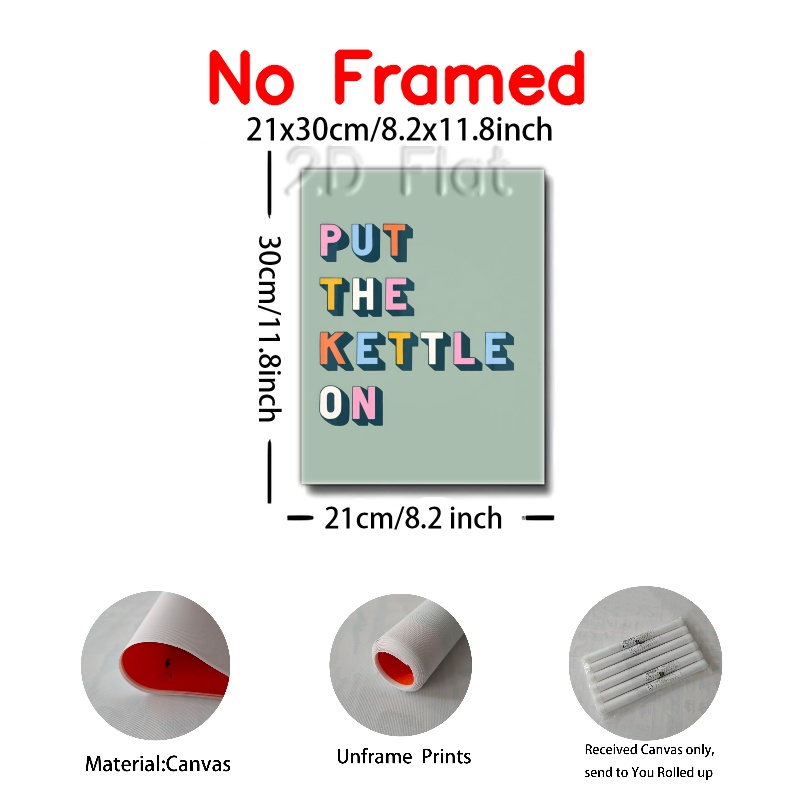 No Framed
21x30cm/8.2x11.8inch
2D Flat
30cm/11.8inch
PUT
THE
KETTLE
ON
21cm/8.2 inch
Material:Canvas
Unframe Prints
Received Canvas only,
send to You Rolled up